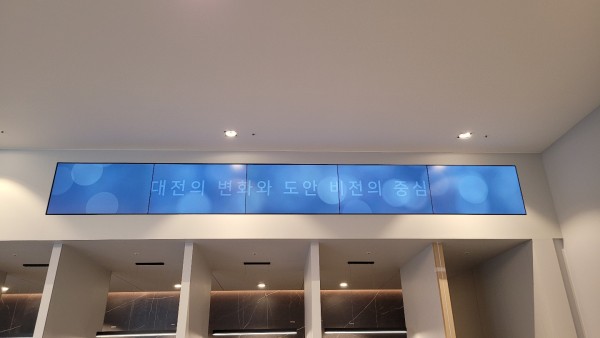 대전의 변화와 도안 비전의 중심